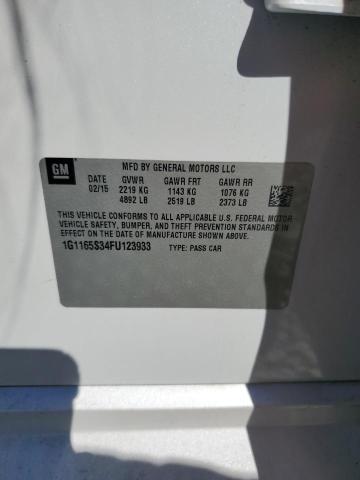 GM
MFD BY GENERAL MOTORS LLC
DATE GVWR GAWR FRT GAWR RR
02/15 2219 KG 1143 KG 1076 KG
4892 LB 2519 LB 2373 LB
THIS VEHICLE CONFORMS TO ALL APPLICABLE U.S. FEDERAL MOTOR
VEHICLE SAFETY, BUMPER, AND THEFT PREVENTION STANDARDS
IN EFFECT ON THE DATE OF MANUFACTURE SHOWN ABOVE.
1G1165S34FU123933 TYPE: PASS CAR